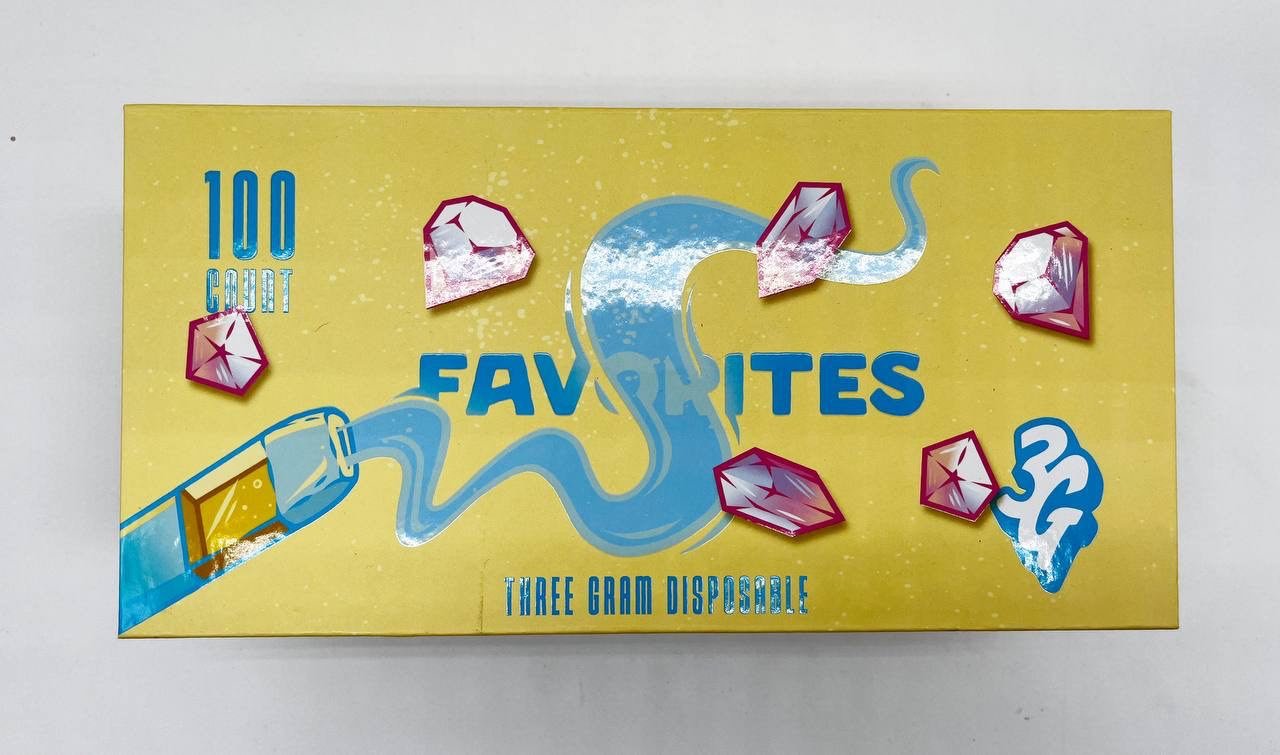 100
COUNT
FAVORITES
3G
THREE GRAM DISPOSABLE